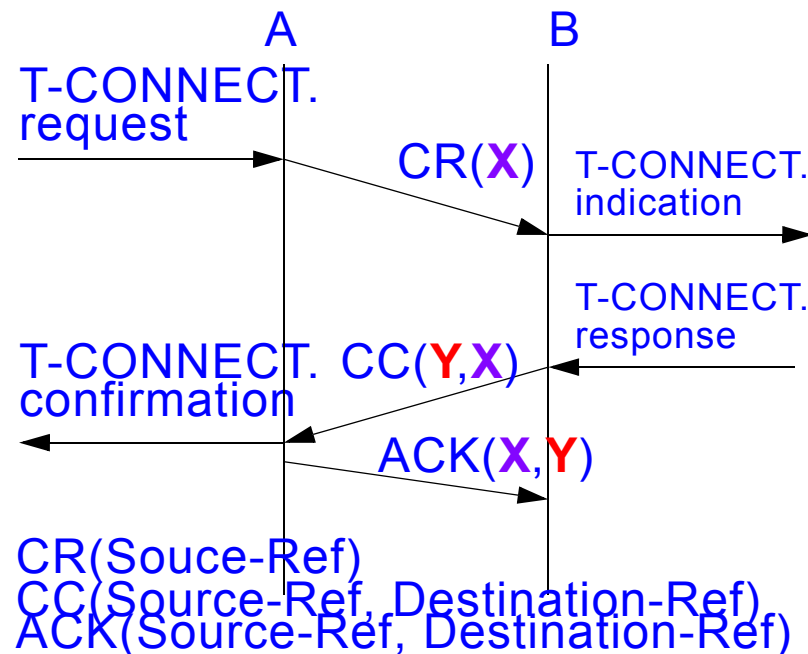 A B
T-CONNECT.
request
CR(X)
T-CONNECT.
indication
T-CONNECT.
response
T-CONNECT. CC(Y,X)
confirmation
ACK(X,Y)
CR(Souce-Ref)
CC(Source-Ref, Destination-Ref)
ACK(Source-Ref, Destination-Ref)